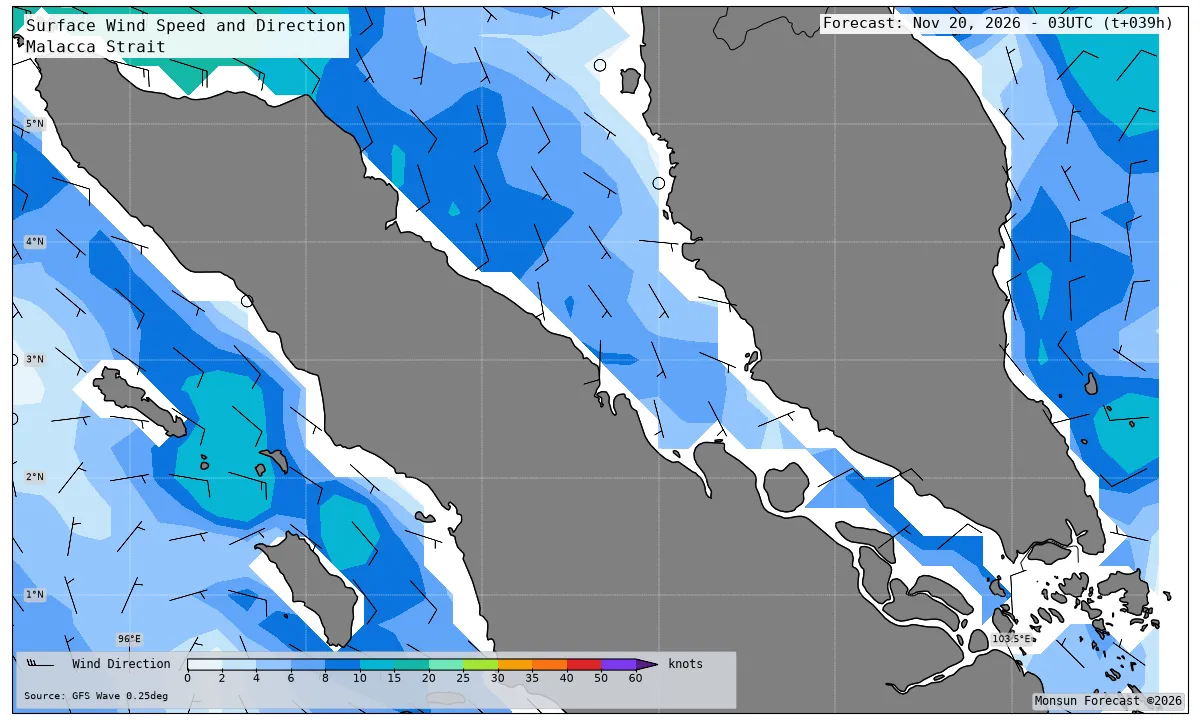 Surface Wind Speed and Direction
Malacca Strait
Forecast: Nov 20, 2026 - 03UTC (t+039h)
5°N
4°N
3°N
2°N
1°N
96°E
103.5°E
Wind Direction
knots
0 2 4 6 8 10 12 15 20 25 30 35 40 50 60
Source: GFS Wave 0.25deg
Monsun Forecast ©2026